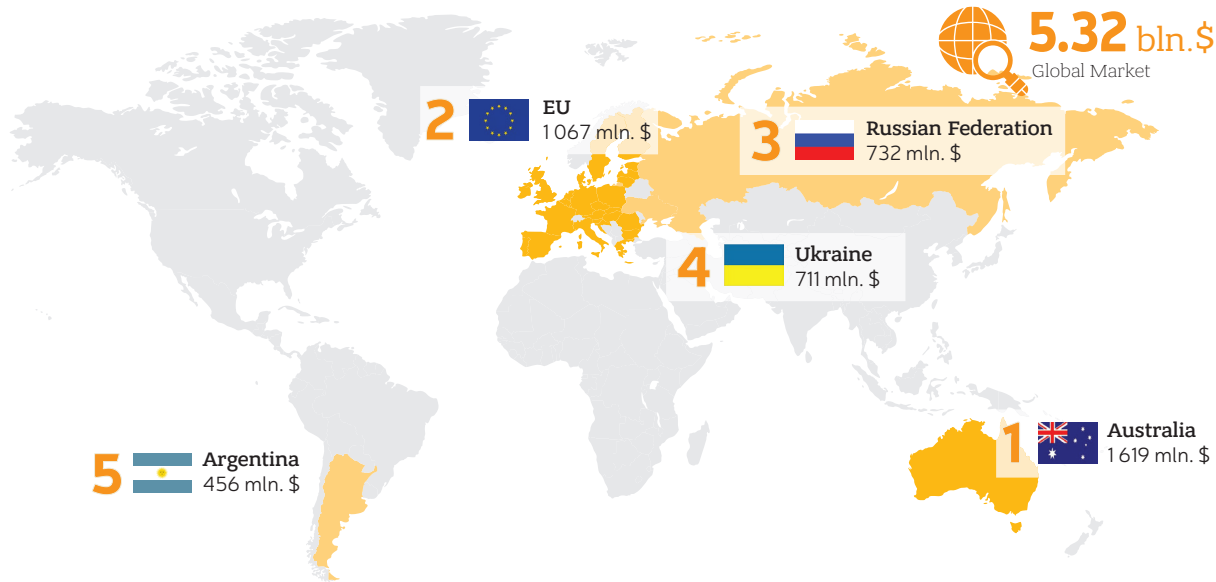 5.32 bln.$
Global Market
2
EU
1 067 mln. $
3
Russian Federation
732 mln. $
4
Ukraine
711 mln. $
1
Australia
1 619 mln. $
5
Argentina
456 mln. $